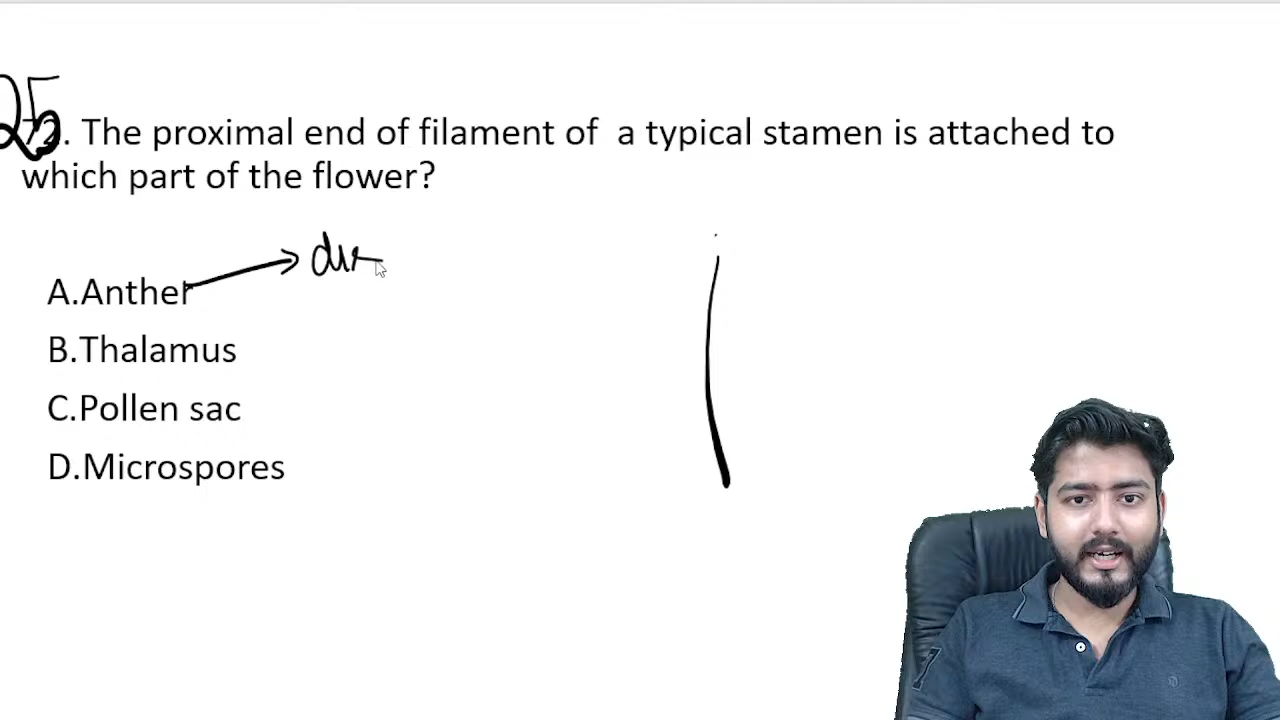 25
72. The proximal end of filament of a typical stamen is attached to
which part of the flower?
A.Anther
B.Thalamus
C.Pollen sac
D.Microspores